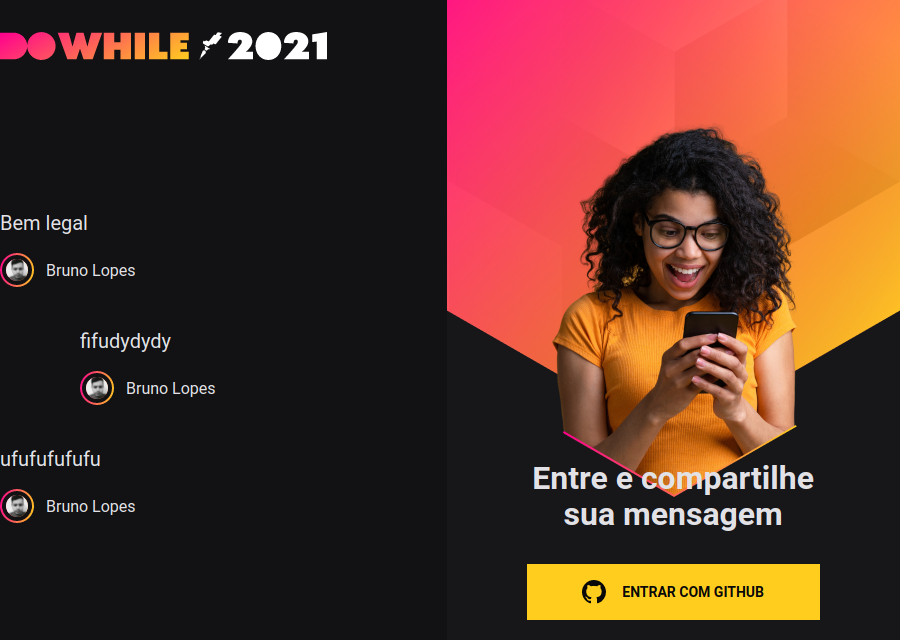 DOWHILE 2021
Bem legal
Bruno Lopes
fifudydydy
Bruno Lopes
ufufufufufu
Bruno Lopes
Entre e compartilhe
sua mensagem
ENTRAR COM GITHUB